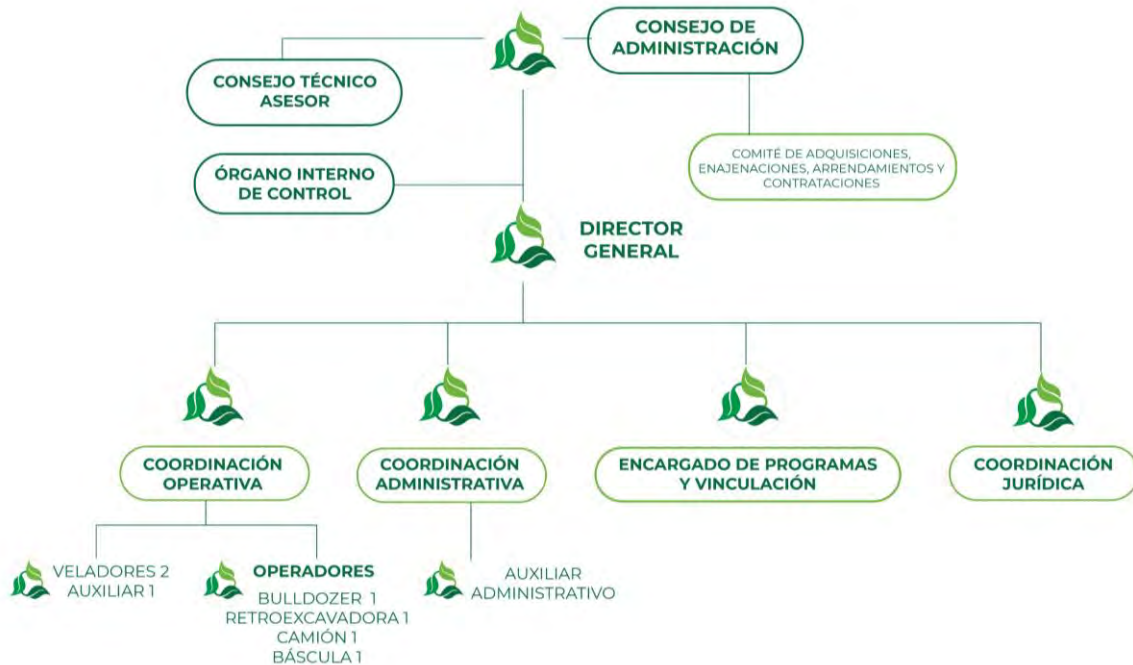 CONSEJO DE
ADMINISTRACIÓN
CONSEJO TÉCNICO
ASESOR
COMITÉ DE ADQUISICIONES,
ENAJENACIONES, ARRENDAMIENTOS Y
CONTRATACIONES
ÓRGANO INTERNO
DE CONTROL
DIRECTOR
GENERAL
COORDINACIÓN
OPERATIVA
COORDINACIÓN
ADMINISTRATIVA
ENCARGADO DE PROGRAMAS
Y VINCULACIÓN
COORDINACIÓN
JURÍDICA
VELADORES 2
AUXILIAR 1
OPERADORES
BULLDOZER 1
RETROEXCAVADORA 1
CAMIÓN 1
BÁSCULA 1
AUXILIAR
ADMINISTRATIVO